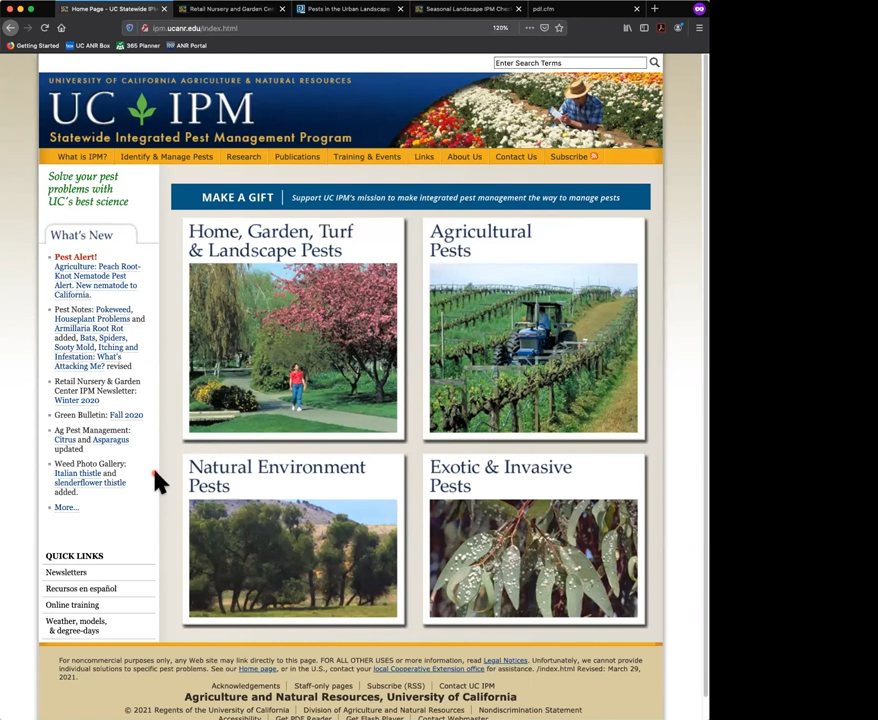 Home Page - UC Statewide IP
Retail Nursery and Garden Cen
Pests in the Urban Landscape
Seasonal Landscape IPM Chec
pdf.cfm
ipm.ucanr.edu/index.html
120%
Getting Started UC ANR Box 365 Planner ANR Portal
Enter Search Terms
UNIVERSITY OF CALIFORNIA AGRICULTURE & NATURAL RESOURCES
UC IPM
Statewide Integrated Pest Management Program
What is IPM? Identify & Manage Pests Research Publications Training & Events Links About Us Contact Us Subscribe
Solve your pest
problems with
UC's best science
MAKE A GIFT | Support UC IPM's mission to make integrated pest management the way to manage pests
What's New
Pest Alert!
Agriculture: Peach Root-
Knot Nematode Pest
Alert. New nematode to
California.
Pest Notes: Pokeweed,
Houseplant Problems and
Armillaria Root Rot
added, Bats, Spiders,
Sooty Mold, Itching and
Infestation: What's
Attacking Me? revised
Retail Nursery & Garden
Center IPM Newsletter:
Winter 2020
Green Bulletin: Fall 2020
Ag Pest Management:
Citrus and Asparagus
updated
Weed Photo Gallery:
Italian thistle and
slenderflower thistle
added.
More...
QUICK LINKS
Newsletters
Recursos en español
Online training
Weather, models,
& degree-days
Home, Garden, Turf
& Landscape Pests
Agricultural
Pests
Natural Environment
Pests
Exotic & Invasive
Pests
For noncommercial purposes only, any Web site may link directly to this page. FOR ALL OTHER USES or more information, read Legal Notices. Unfortunately, we cannot provide
individual solutions to specific pest problems. See our Home page, or in the U.S., contact your local Cooperative Extension office for assistance. /index.html Revised: March 29,
2021.
Acknowledgements | Staff-only pages | Subscribe (RSS) | Contact UC IPM
Agriculture and Natural Resources, University of California
© 2021 Regents of the University of California | Division of Agriculture and Natural Resources | Nondiscrimination Statement
Accessibility | Get PDF Reader | Get Flash Player | Contact Webmaster